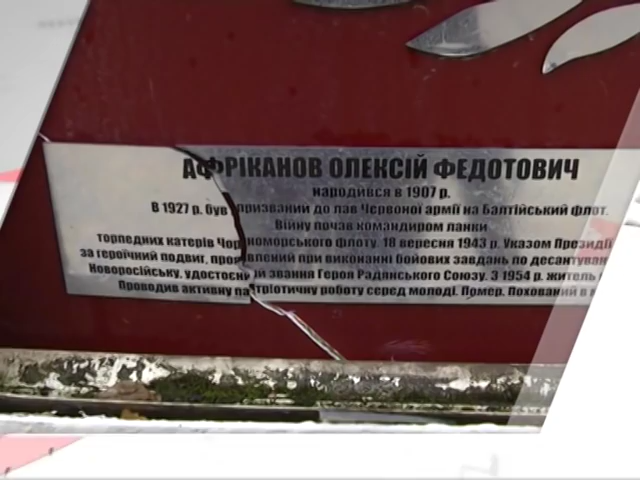 АФРІКАНОВ ОЛЕКСІЙ ФЕДОТОВИЧ
народився в 1907 р.
В 1927 р. був призваний до лав Червоної армії на Балтійський флот.
Війну почав командиром ланки
торпедних катерів Чорноморського флоту. 18 вересня 1943 р. Указом Президії
за героїчний подвиг, проявлений при виконанні бойових завдань по десантуван
Новоросійську, удостоєний звання Героя Радянського Союзу. З 1954 р. житель
Проводив активну патріотичну роботу серед молоді. Помер. Похований в